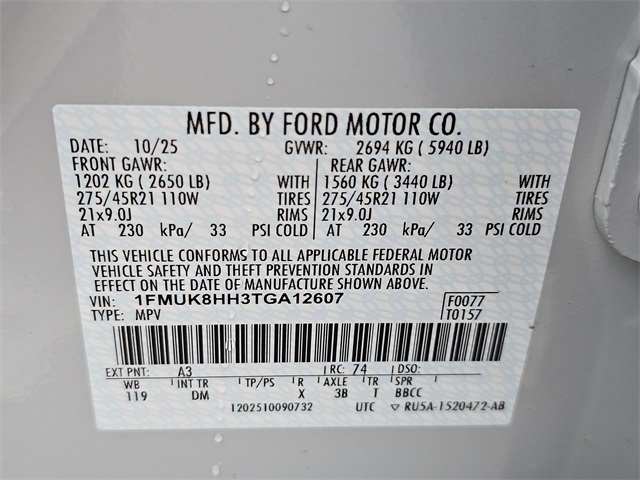 MFD. BY FORD MOTOR CO.
DATE: 10/25 GVWR: 2694 KG ( 5940 LB)
FRONT GAWR: REAR GAWR:
1202 KG ( 2650 LB) WITH 1560 KG ( 3440 LB) WITH
275/45R21 110W TIRES 275/45R21 110W TIRES
21x9.0J RIMS 21x9.0J RIMS
AT 230 kPa/ 33 PSI COLD AT 230 kPa/ 33 PSI COLD
THIS VEHICLE CONFORMS TO ALL APPLICABLE FEDERAL MOTOR
VEHICLE SAFETY AND THEFT PREVENTION STANDARDS IN
EFFECT ON THE DATE OF MANUFACTURE SHOWN ABOVE.
VIN: 1FMUK8HH3TGA12607 F0077
TYPE: MPV T0157
EXT PNT: A3 RC: 74 DSO:
WB INT TR TP/PS R AXLE TR SPR
119 DM X 3B T BBCC
1202510090732 UTC RU5A-1520472-AB